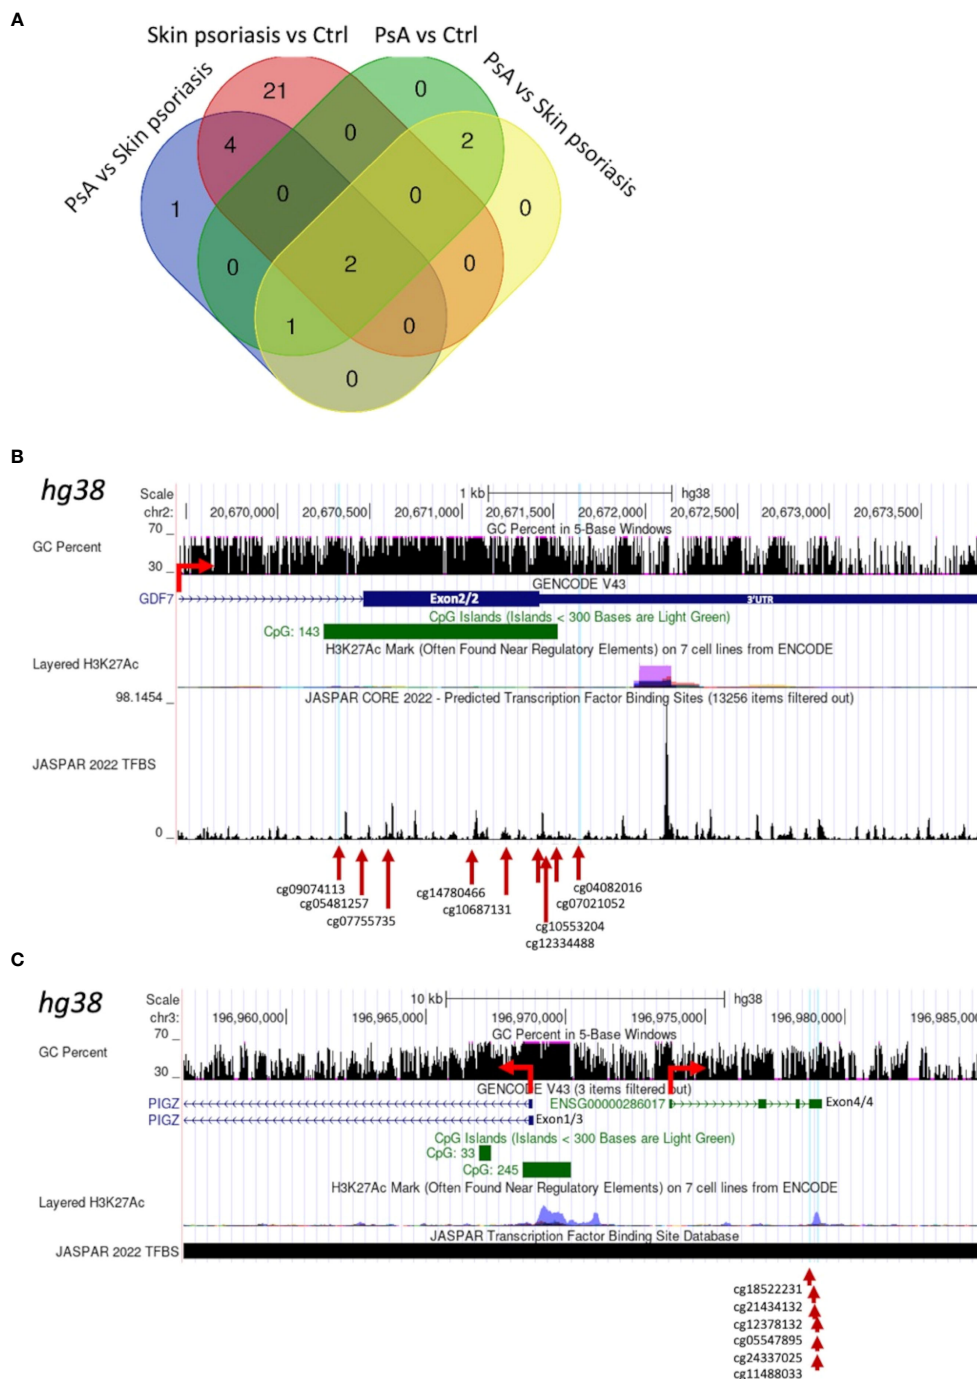 A
Skin psoriasis vs Ctrl
PsA vs Ctrl
PsA vs Skin psoriasis
PsA vs Skin psoriasis
21
0
4
0
2
1
0
0
0
0
2
0
1
0
0
B
hg38
Scale
1 kb
hg38
chr2:
20,670,000
20,670,500
20,671,000
20,671,500
20,672,000
20,672,500
20,673,000
20,673,500
70
GC Percent in 5-Base Windows
GC Percent
30
GENCODE V43
GDF7
Exon2/2
3'UTR
CpG Islands (Islands < 300 Bases are Light Green)
CpG: 143
H3K27Ac Mark (Often Found Near Regulatory Elements) on 7 cell lines from ENCODE
Layered H3K27Ac
98.1454
JASPAR CORE 2022 - Predicted Transcription Factor Binding Sites (13256 items filtered out)
JASPAR 2022 TFBS
0
cg09074113
cg05481257
cg07755735
cg14780466
cg10687131
cg04082016
cg07021052
cg10553204
cg12334488
C
hg38
Scale
10 kb
hg38
chr3:
196,960,000
196,965,000
196,970,000
196,975,000
196,980,000
196,985,000
70
GC Percent in 5-Base Windows
GC Percent
30
GENCODE V43 (3 items filtered out)
PIGZ
ENSG00000286017
Exon4/4
PIGZ
Exon1/3
CpG Islands (Islands < 300 Bases are Light Green)
CpG: 33
CpG: 245
H3K27Ac Mark (Often Found Near Regulatory Elements) on 7 cell lines from ENCODE
Layered H3K27Ac
JASPAR Transcription Factor Binding Site Database
JASPAR 2022 TFBS
cg18522231
cg21434132
cg12378132
cg05547895
cg24337025
cg11488033